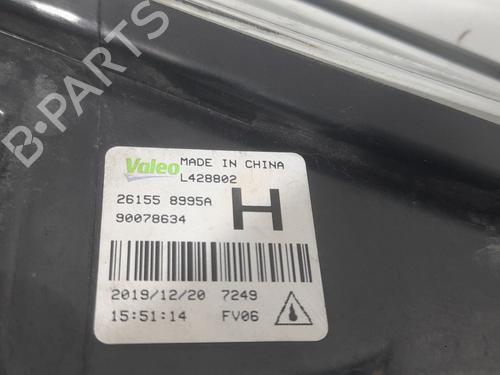 B-PARTS
Valeo MADE IN CHINA
L428802
26155 8995A H
90078634
2019/12/20 7249
15:51:14 FV06